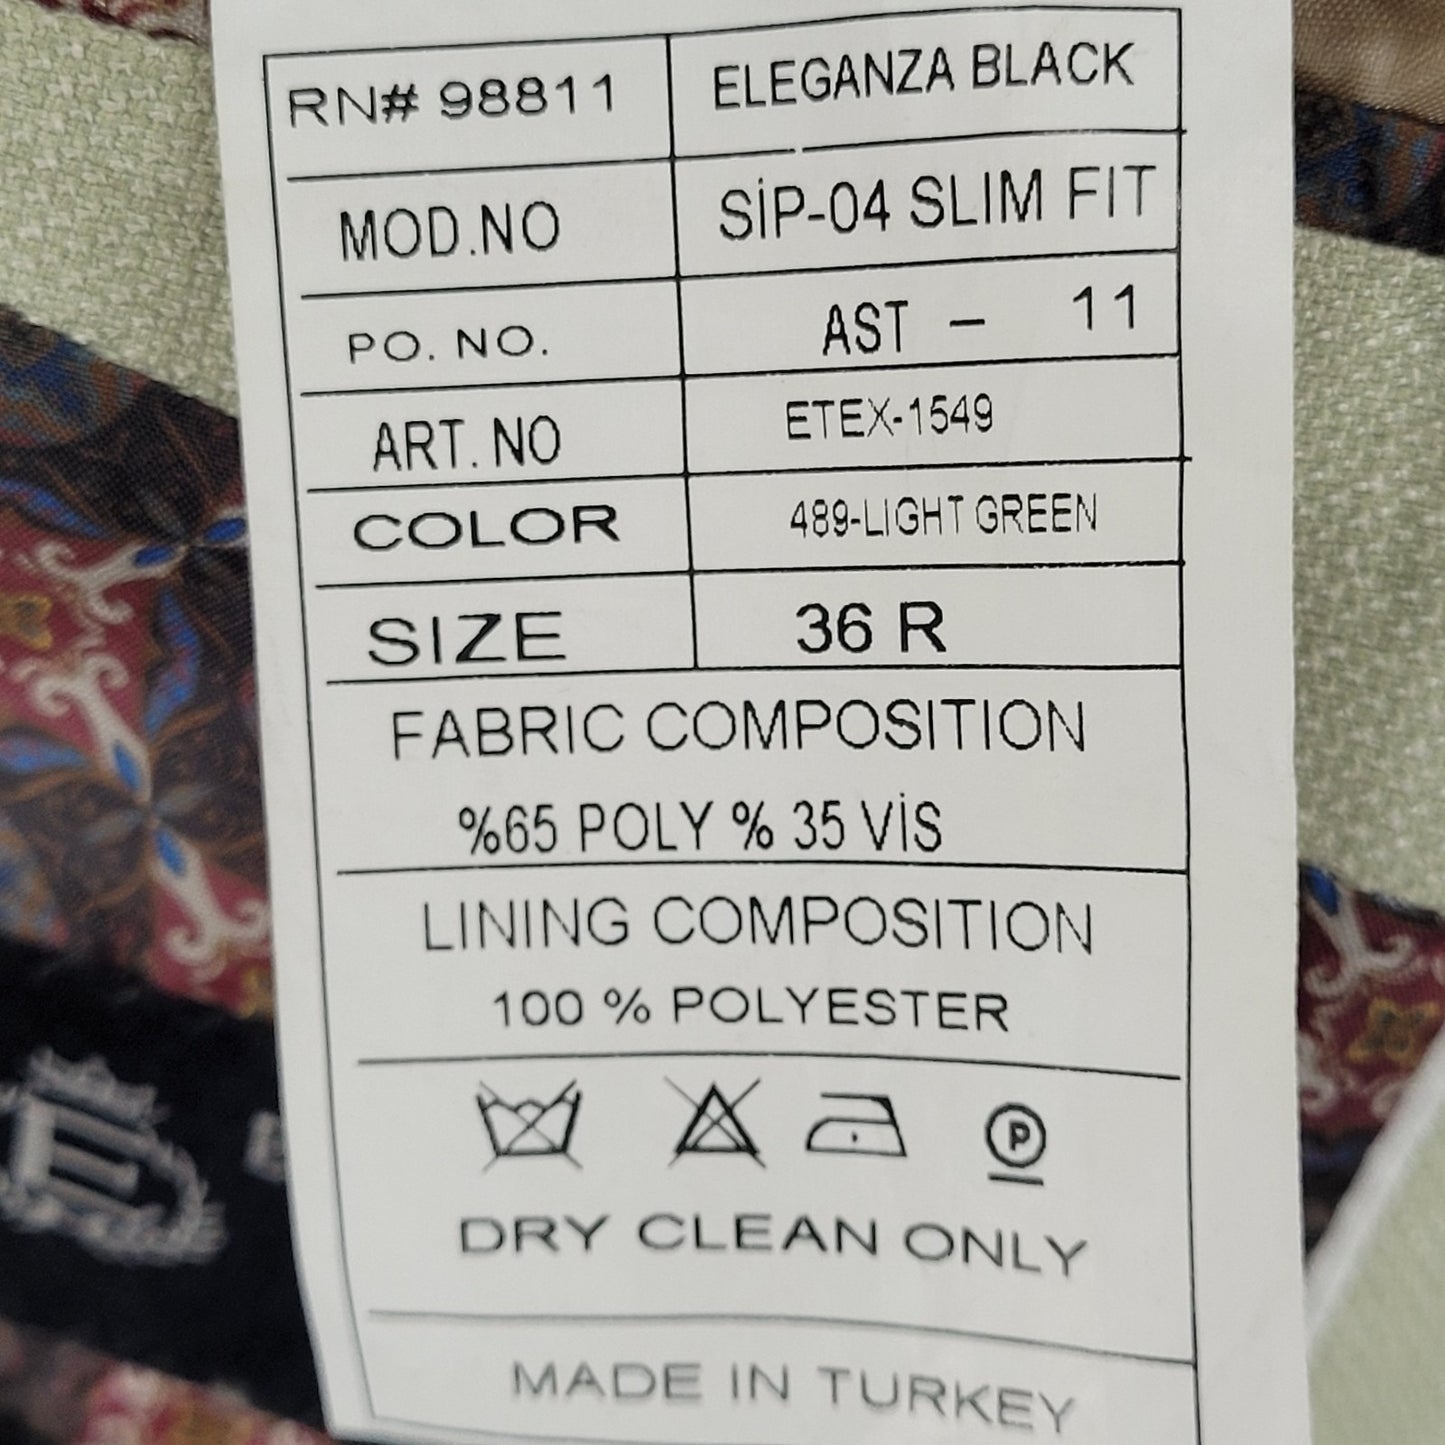 RN# 98811 ELEGANZA BLACK
MOD.NO SİP-04 SLIM FIT
PO. NO. AST – 11
ART. NO ETEX-1549
COLOR 489-LIGHT GREEN
SIZE 36 R
FABRIC COMPOSITION
%65 POLY % 35 VİS
LINING COMPOSITION
100 % POLYESTER
P
DRY CLEAN ONLY
MADE IN TURKEY
E